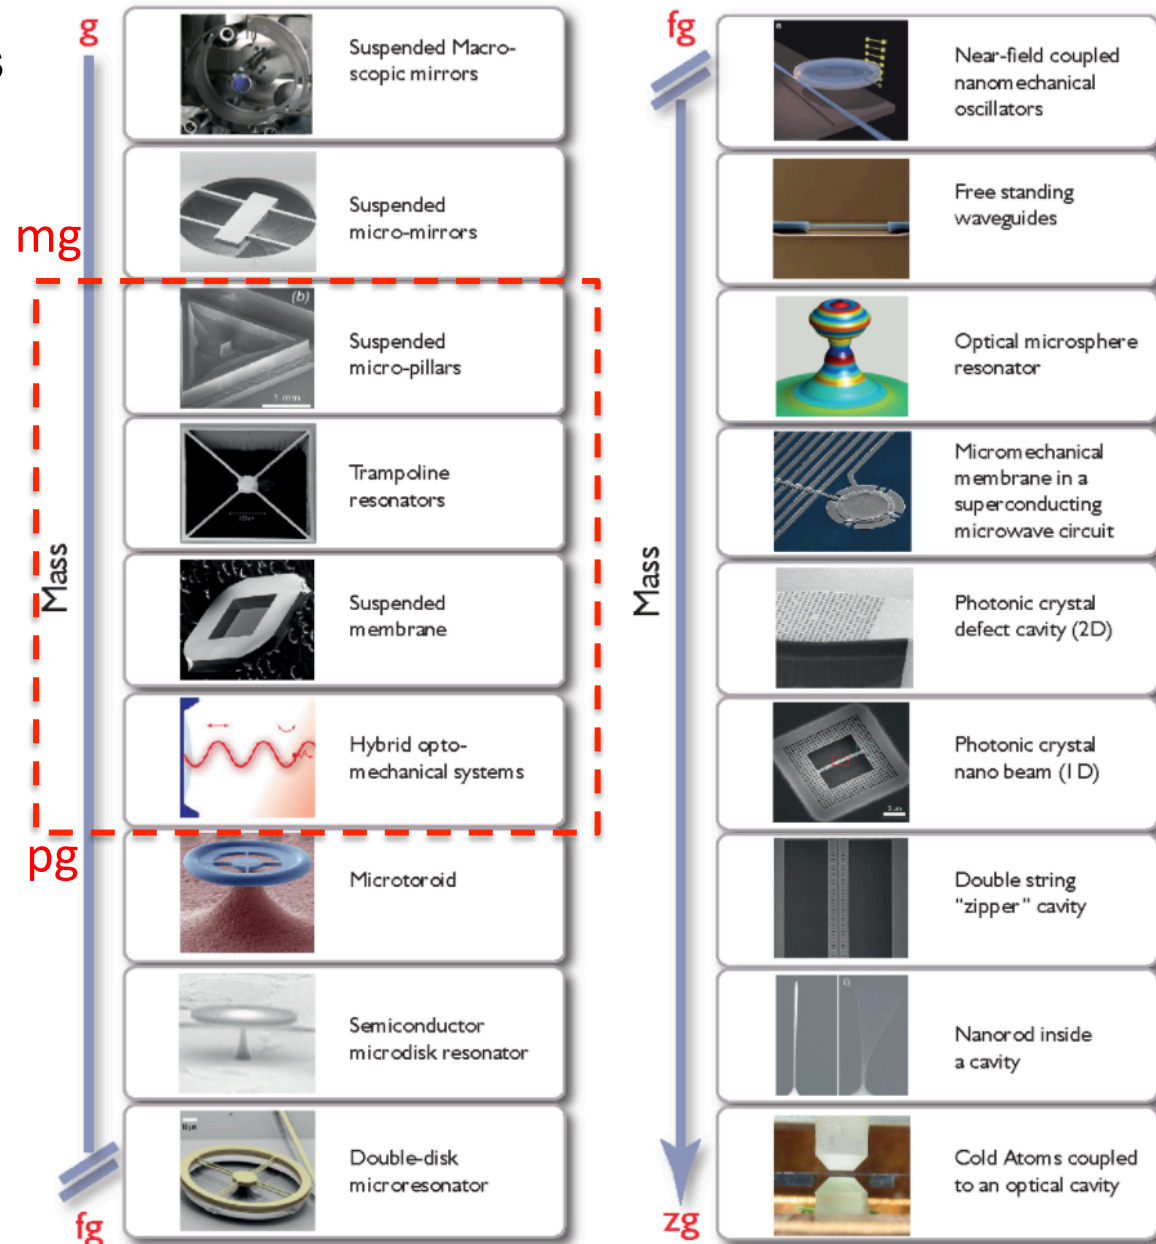 s
g
Suspended Macro-
scopic mirrors
Suspended
micro-mirrors
mg
(b)
1 mm
Suspended
micro-pillars
Trampoline
resonators
Mass
Suspended
membrane
Hybrid opto-
mechanical systems
pg
Microtoroid
Semiconductor
microdisk resonator
Double-disk
microresonator
fg
fg
Near-field coupled
nanomechanical
oscillators
Free standing
waveguides
Optical microsphere
resonator
Micromechanical
membrane in a
superconducting
microwave circuit
Mass
Photonic crystal
defect cavity (2D)
Photonic crystal
nano beam (1D)
Double string
"zipper" cavity
Nanorod inside
a cavity
Cold Atoms coupled
to an optical cavity
zg